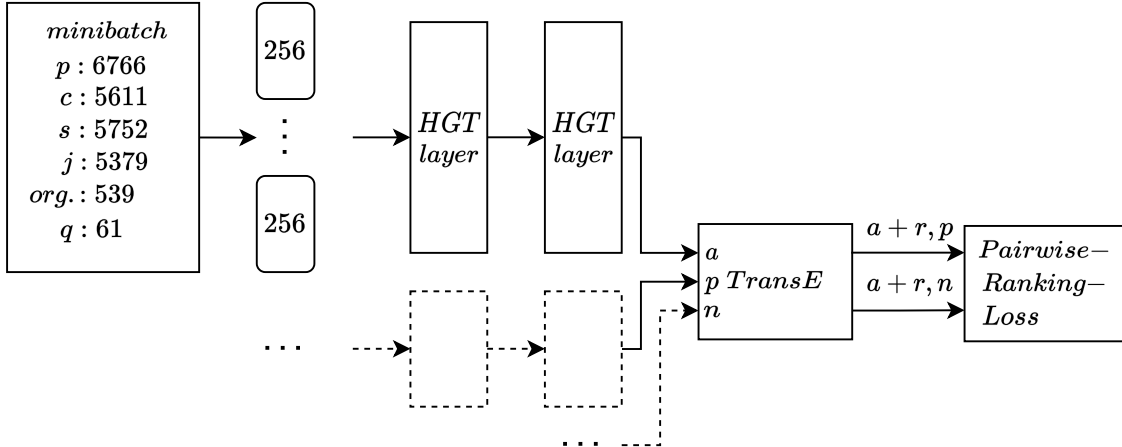 minibatch
p : 6766
c : 5611
s : 5752
j : 5379
org. : 539
q : 61
256
⋮
256
HGT
layer
HGT
layer
a
p TransE
n
a + r, p
a + r, n
Pairwise−
Ranking−
Loss
...
...